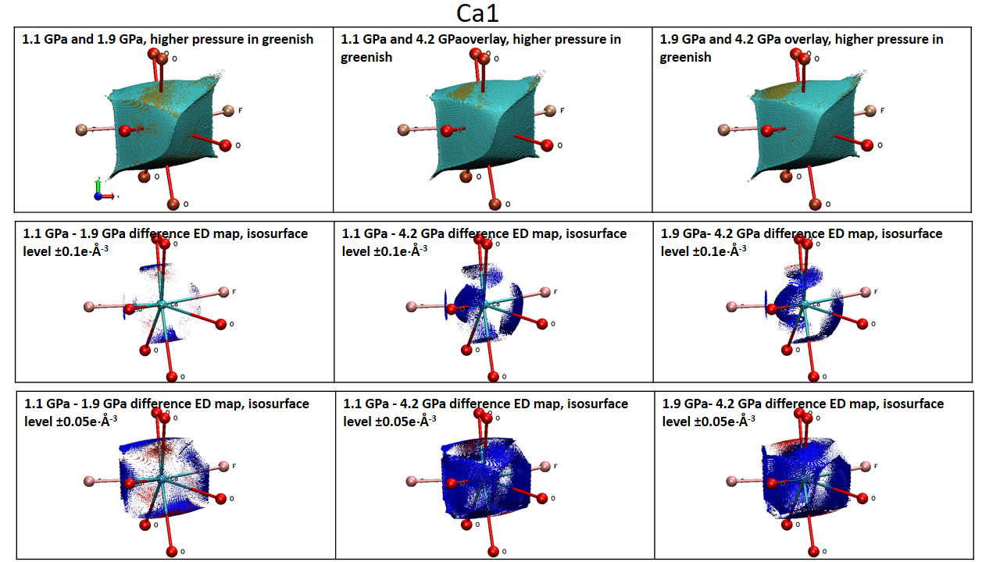 Ca1
1.1 GPa and 1.9 GPa, higher pressure in greenish
O
O
F
O
O
O
O
y
x
1.1 GPa and 4.2 GPaoverlay, higher pressure in
greenish
O
O
F
O
O
O
O
1.9 GPa and 4.2 GPa overlay, higher pressure in
greenish
O
O
F
O
O
O
O
1.1 GPa - 1.9 GPa difference ED map, isosurface
level ±0.1e·Å-3
O
F
Ca
O
O
O
O
1.1 GPa - 4.2 GPa difference ED map, isosurface
level ±0.1e·Å-3
O
F
Ca
O
O
O
O
1.9 GPa- 4.2 GPa difference ED map, isosurface
level ±0.1e·Å-3
O
F
Ca
O
O
O
O
1.1 GPa - 1.9 GPa difference ED map, isosurface
level ±0.05e·Å-3
O
F
Ca
O
O
O
O
1.1 GPa - 4.2 GPa difference ED map, isosurface
level ±0.05e·Å-3
O
F
O
O
O
1.9 GPa- 4.2 GPa difference ED map, isosurface
level ±0.05e·Å-3
O
F
O
O
O